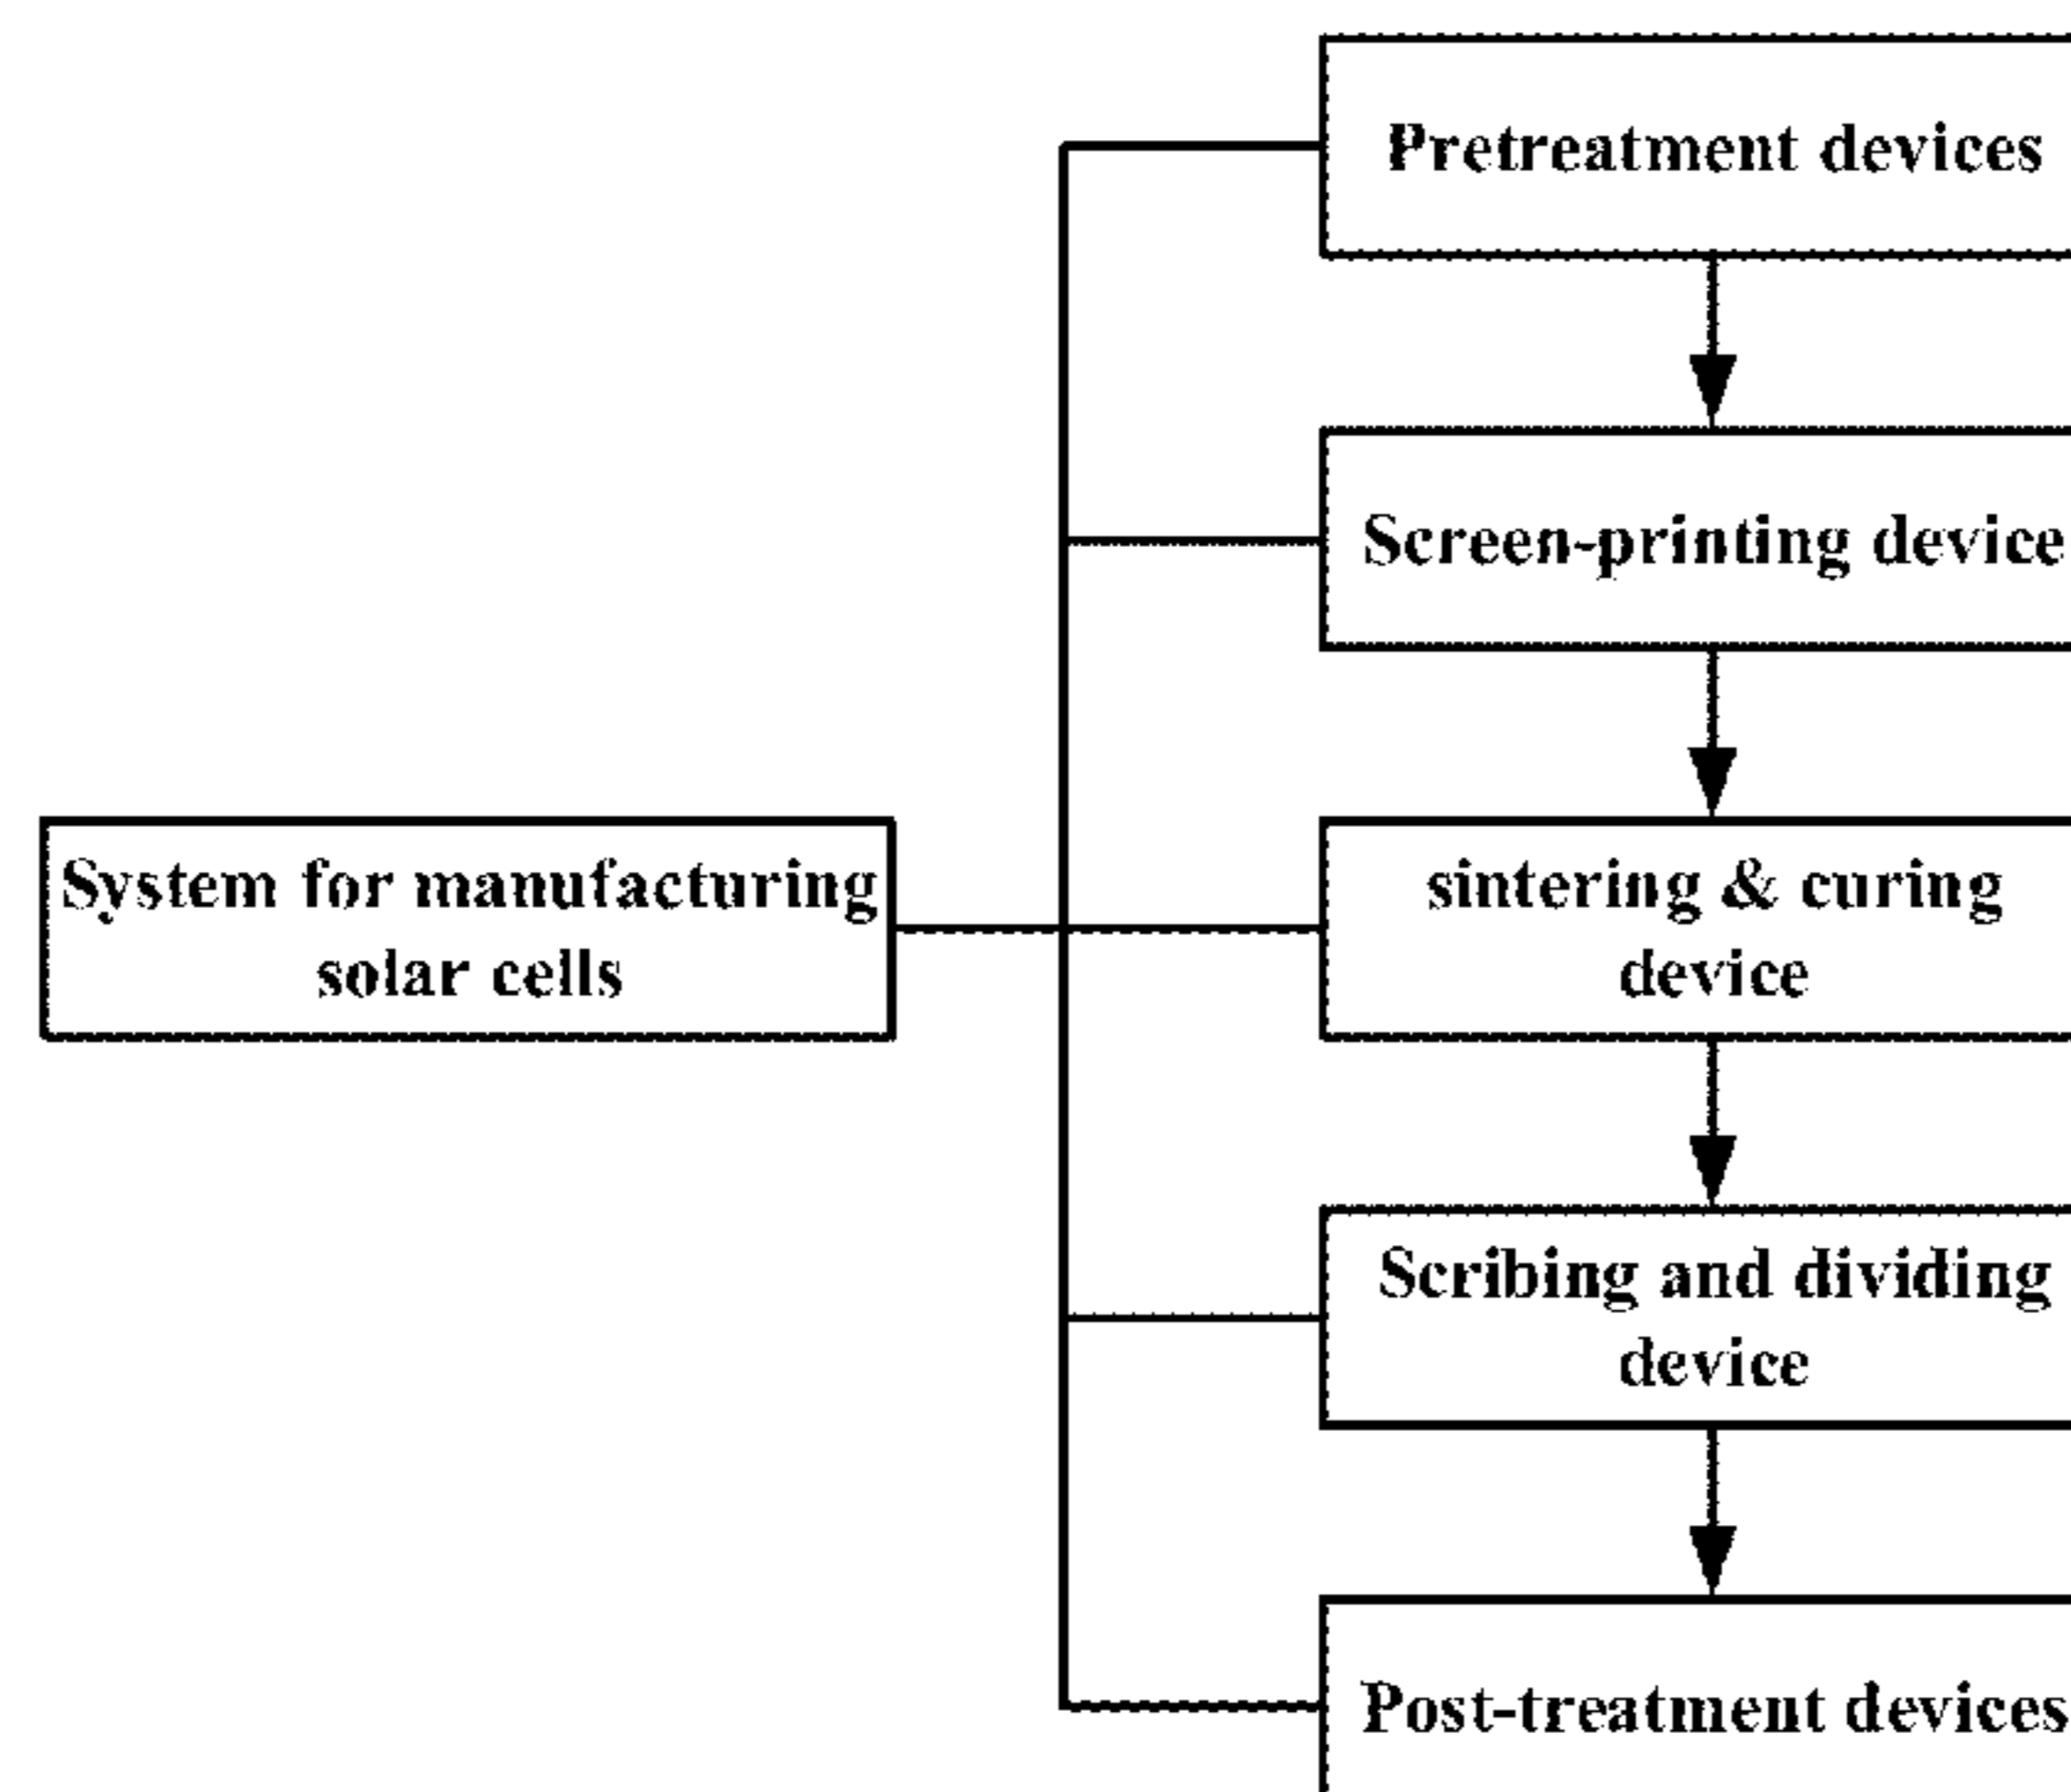 Pretreatment devices
Screen-printing device
System for manufacturing
solar cells
sintering & curing
device
Scribing and dividing
device
Post-treatment devices